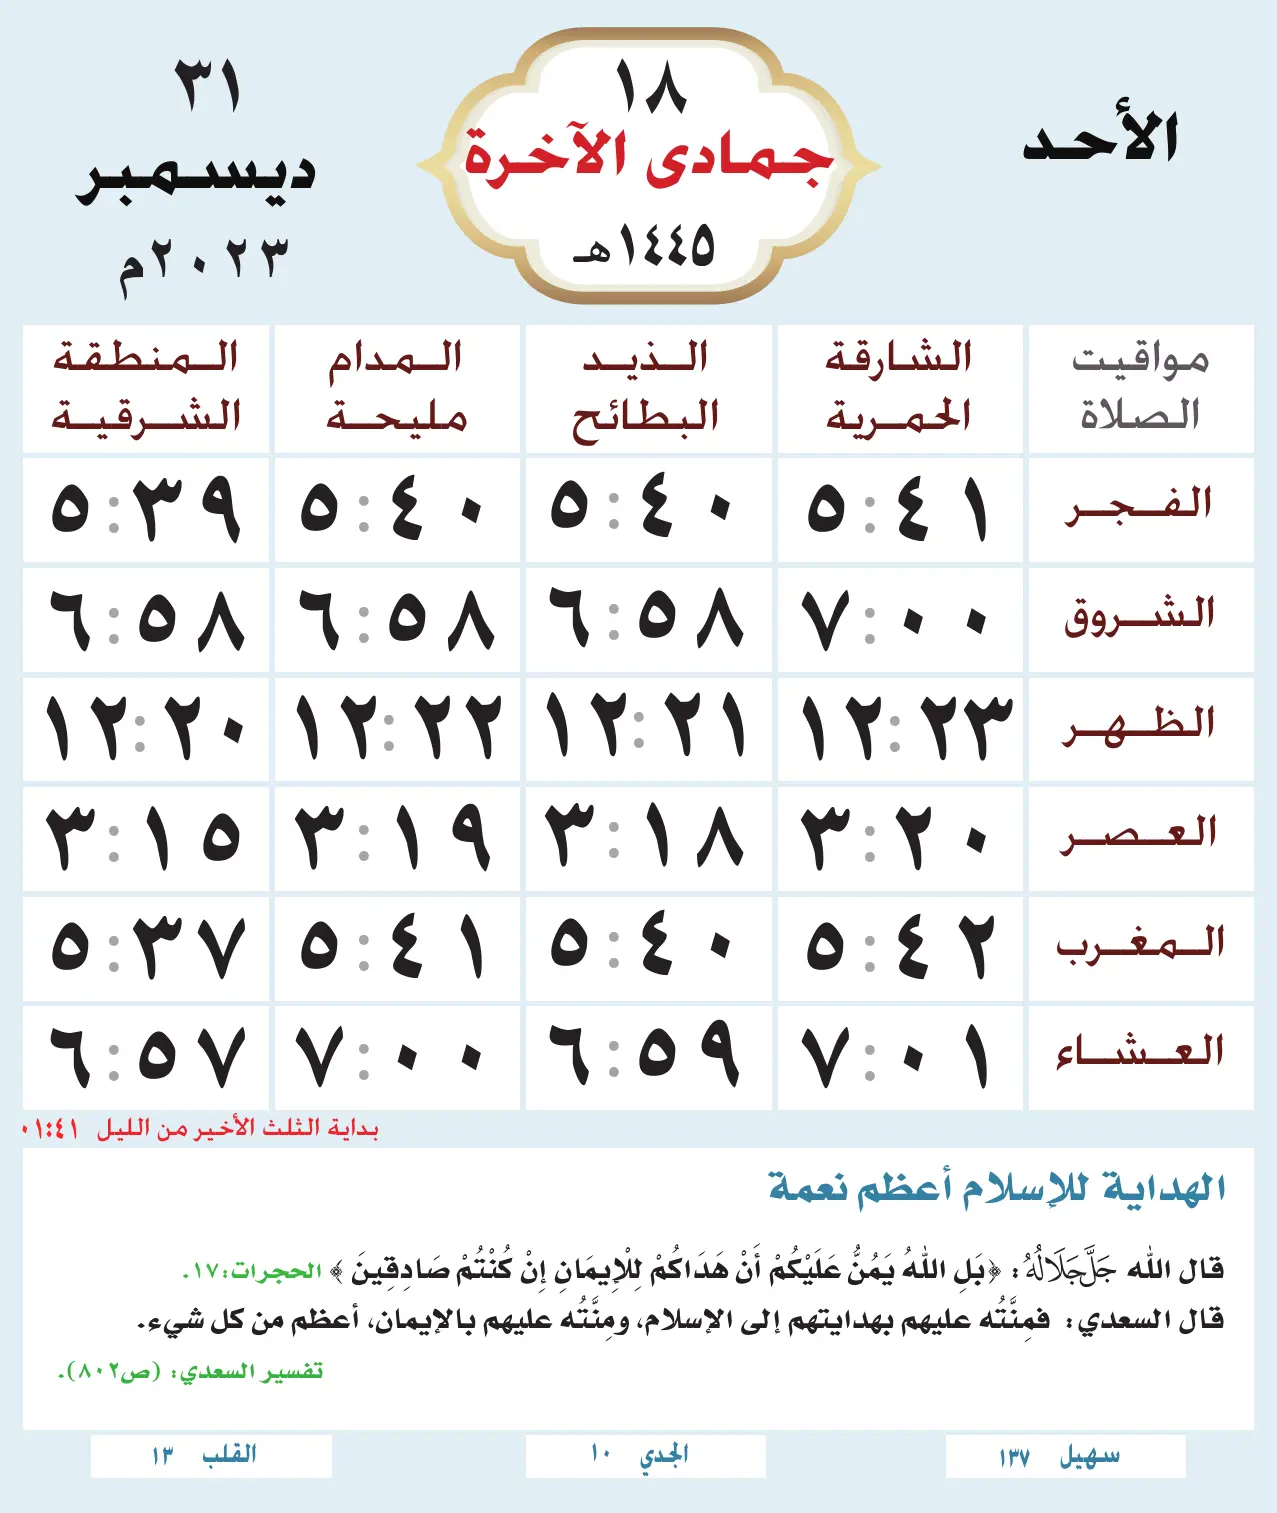 الأحد
١٨
جمادى الآخرة
١٤٤٥هـ
٣١
ديسمبر
٢٠٢٣م
مواقيت الصلاة
الشارقة الحمرية
الذيد البطائح
المدام مليحة
المنطقة الشرقية
الفجر ٥:٤١ ٥:٤٠ ٥:٤٠ ٥:٣٩
الشروق ٧:٠٠ ٦:٥٨ ٦:٥٨ ٦:٥٨
الظهر ١٢:٢٣ ١٢:٢١ ١٢:٢٢ ١٢:٢٠
العصر ٣:٢٠ ٣:١٨ ٣:١٩ ٣:١٥
المغرب ٥:٤٢ ٥:٤٠ ٥:٤١ ٥:٣٧
العشاء ٧:٠١ ٦:٥٩ ٧:٠٠ ٦:٥٧
بداية الثلث الأخير من الليل ٠١:٤١
الهداية للإسلام أعظم نعمة
قال الله جَلَّجَلَالُهُ: ﴿بَلِ اللهُ يَمُنُّ عَلَيْكُمْ أَنْ هَدَاكُمْ لِلْإِيمَانِ إِنْ كُنْتُمْ صَادِقِينَ﴾ الحجرات:١٧.
قال السعدي: فمِنَّتُه عليهم بهدايتهم إلى الإسلام، ومِنَّتُه عليهم بالإيمان، أعظم من كل شيء.
تفسير السعدي: (ص٨٠٢).
سهيل ١٣٧
الجدي ١٠
القلب ١٣